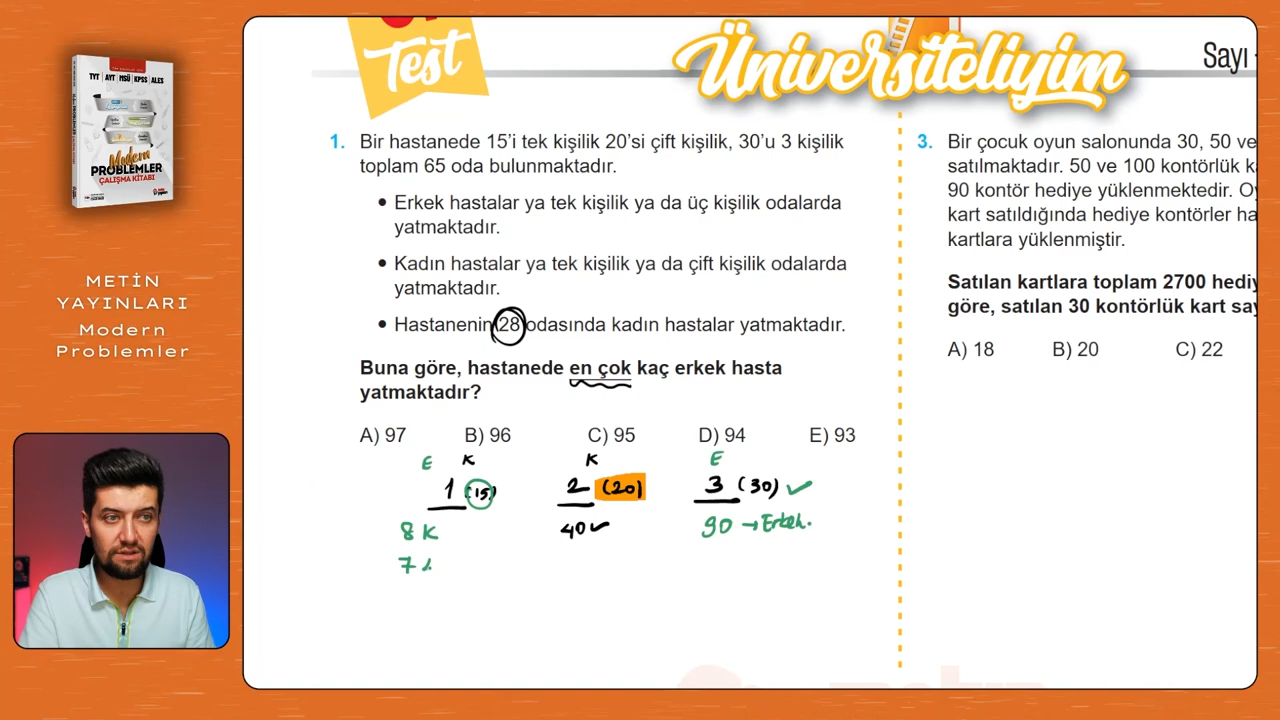 TYT AYT MSÜ KPSS ALES
Modern
PROBLEMLER
ÇALIŞMA KİTABI
METİN
YAYINLARI
Modern
Problemler
Test
Üniversiteliyim
Sayı
1. Bir hastanede 15'i tek kişilik 20'si çift kişilik, 30'u 3 kişilik
toplam 65 oda bulunmaktadır.
• Erkek hastalar ya tek kişilik ya da üç kişilik odalarda
yatmaktadır.
• Kadın hastalar ya tek kişilik ya da çift kişilik odalarda
yatmaktadır.
• Hastanenin 28 odasında kadın hastalar yatmaktadır.
Buna göre, hastanede en çok kaç erkek hasta
yatmaktadır?
A) 97 B) 96 C) 95 D) 94 E) 93
E K K E
1 (15) 2 (20) 3 (30) ✓
8 K 40 ✓ 90 → Erkek.
7
3. Bir çocuk oyun salonunda 30, 50 ve
satılmaktadır. 50 ve 100 kontörlük k
90 kontör hediye yüklenmektedir. Oy
kart satıldığında hediye kontörler ha
kartlara yüklenmiştir.
Satılan kartlara toplam 2700 hediy
göre, satılan 30 kontörlük kart say
A) 18 B) 20 C) 22